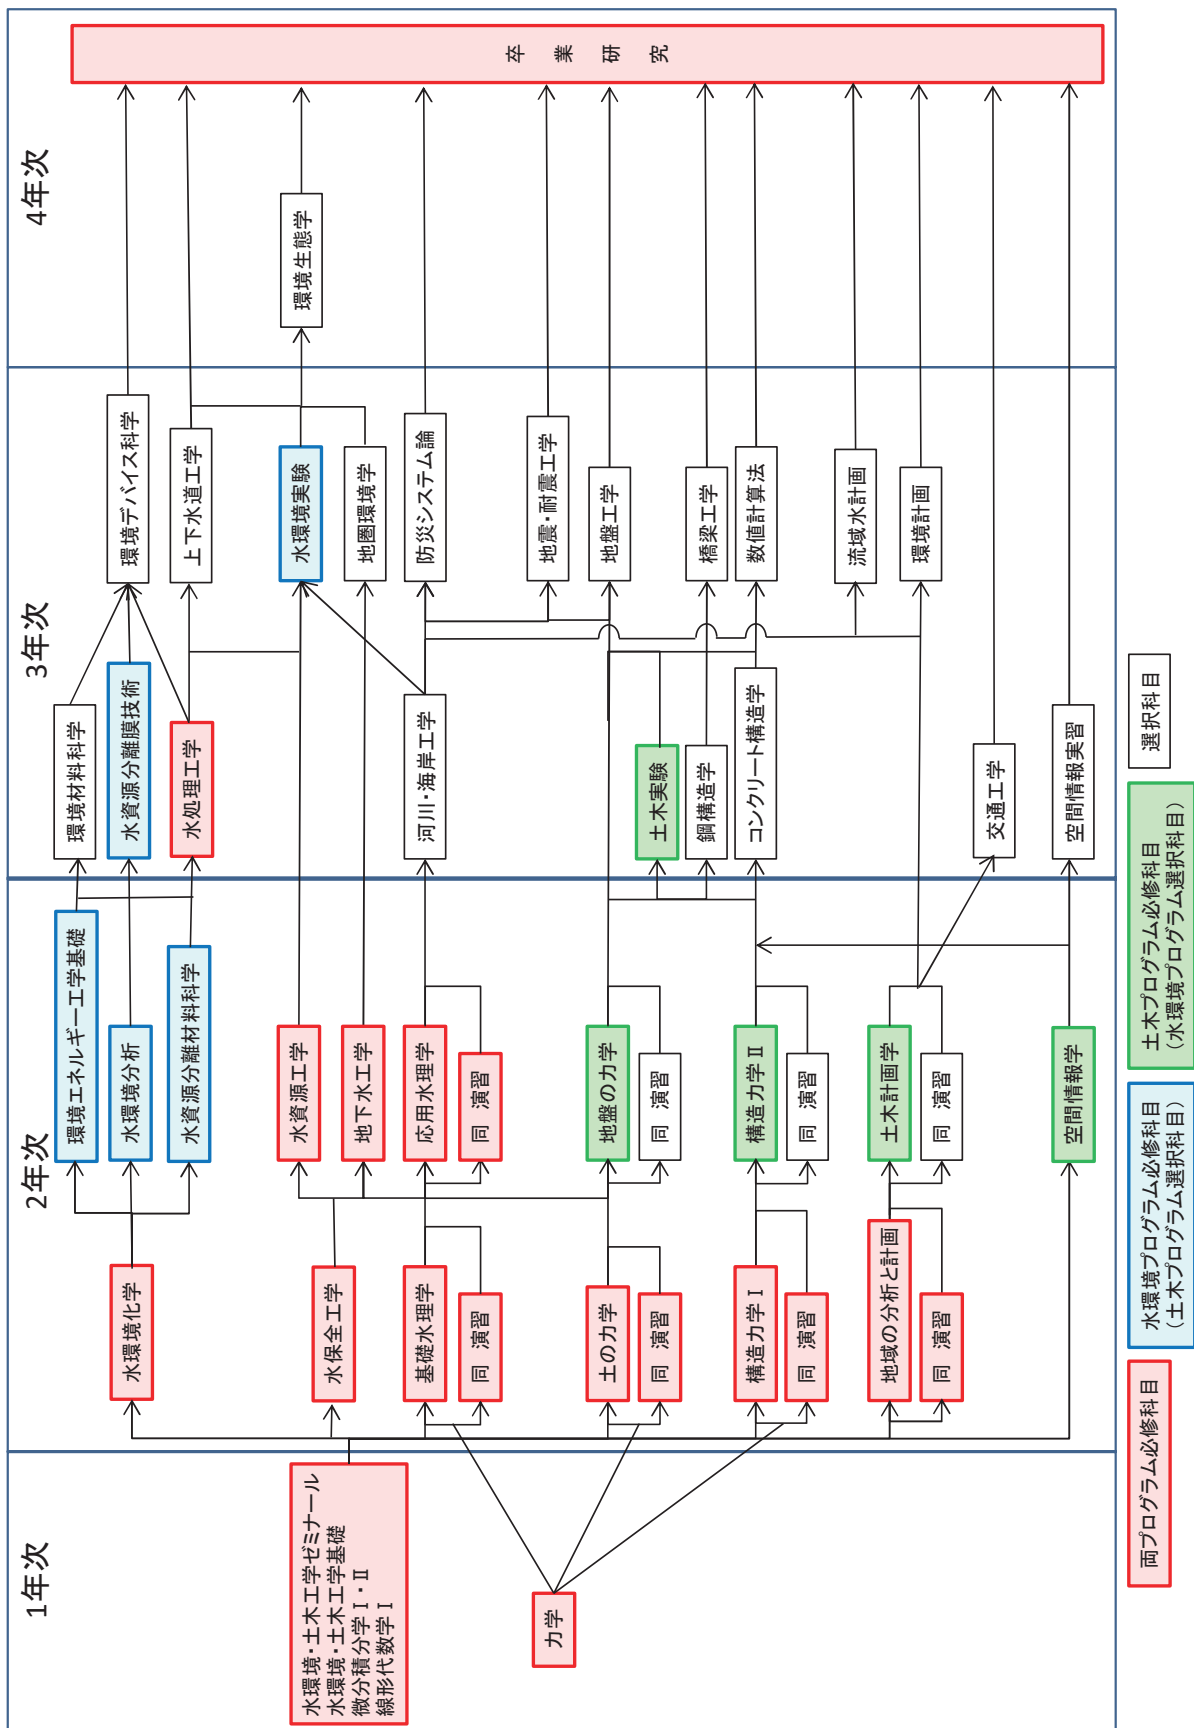 1年次
2年次
3年次
4年次
水環境・土木工学ゼミナール
水環境・土木工学基礎
微分積分学Ⅰ・Ⅱ
線形代数学Ⅰ
力学
水環境化学
水保全工学
基礎水理学
同 演習
土の力学
同 演習
構造力学Ⅰ
同 演習
地域の分析と計画
同 演習
環境エネルギー工学基礎
水環境分析
水資源分離材料科学
水資源工学
地下水工学
応用水理学
同 演習
地盤の力学
同 演習
構造力学Ⅱ
同 演習
土木計画学
同 演習
空間情報学
環境材料科学
水資源分離膜技術
水処理工学
河川・海岸工学
土木実験
鋼構造学
コンクリート構造学
交通工学
空間情報実習
環境デバイス科学
上下水道工学
水環境実験
地圏環境学
防災システム論
地震・耐震工学
地盤工学
橋梁工学
数値計算法
流域水計画
環境計画
環境生態学
卒業研究
両プログラム必修科目
水環境プログラム必修科目
（土木プログラム選択科目）
土木プログラム必修科目
（水環境プログラム選択科目）
選択科目